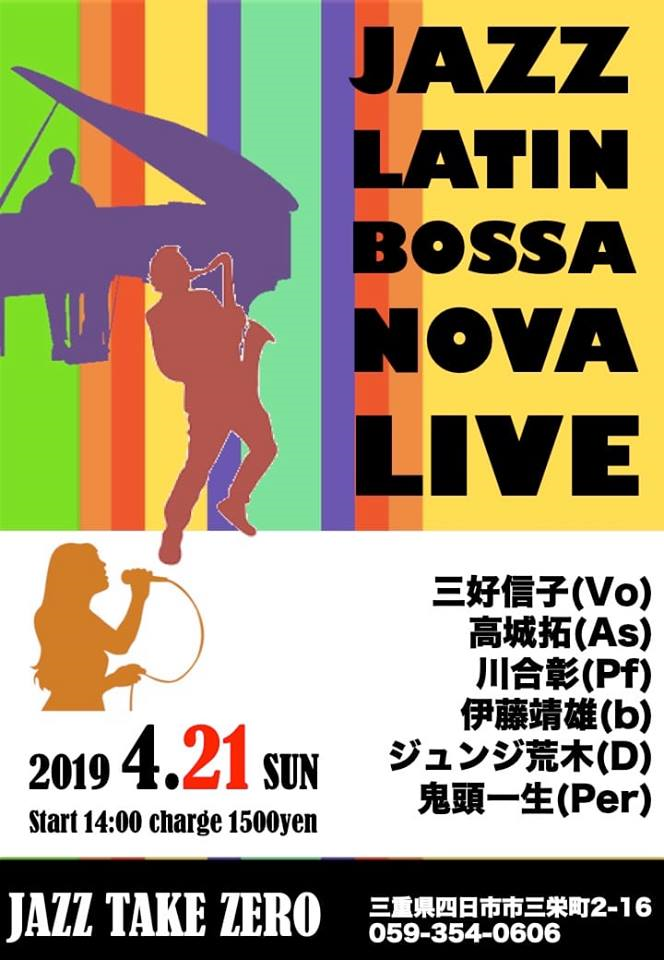 JAZZ
LATIN
BOSSA
NOVA
LIVE
三好信子(Vo)
高城拓(As)
川合彰(Pf)
伊藤靖雄(b)
ジュンジ荒木(D)
鬼頭一生(Per)
2019 4.21 SUN
Start 14:00 charge 1500yen
JAZZ TAKE ZERO
三重県四日市市三栄町2-16
059-354-0606